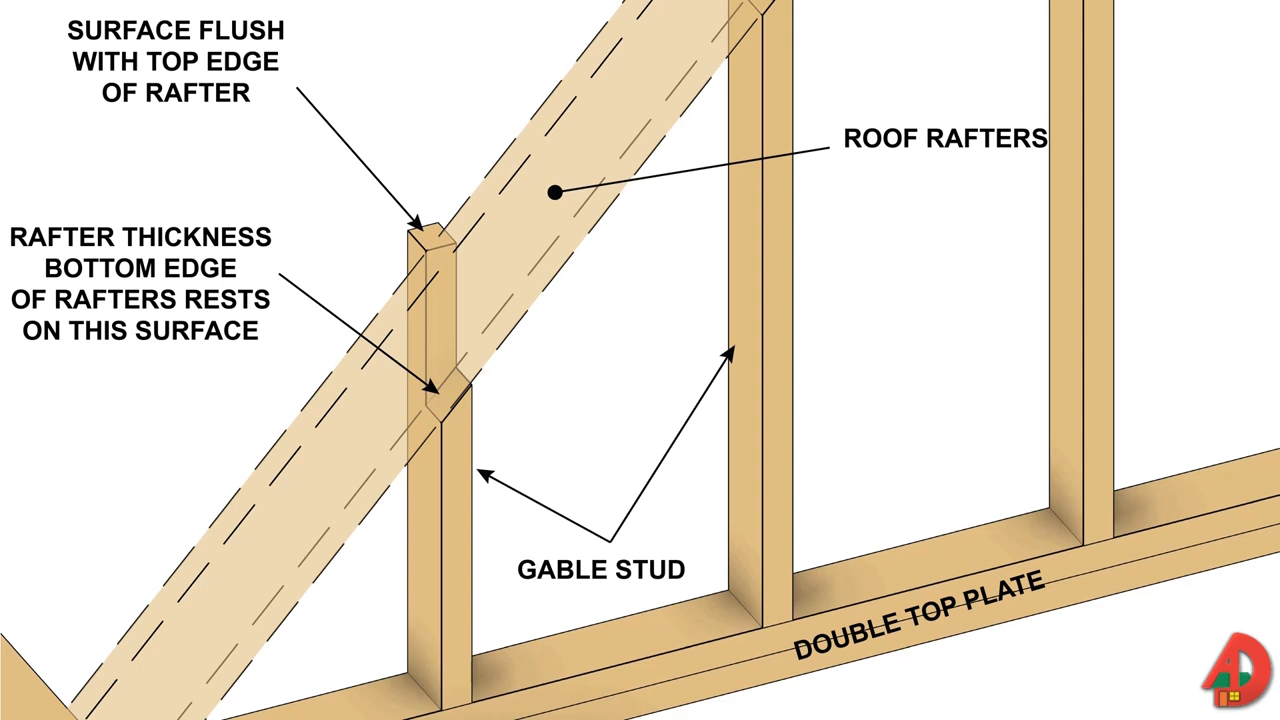 SURFACE FLUSH
WITH TOP EDGE
OF RAFTER
ROOF RAFTERS
RAFTER THICKNESS
BOTTOM EDGE
OF RAFTERS RESTS
ON THIS SURFACE
GABLE STUD
DOUBLE TOP PLATE